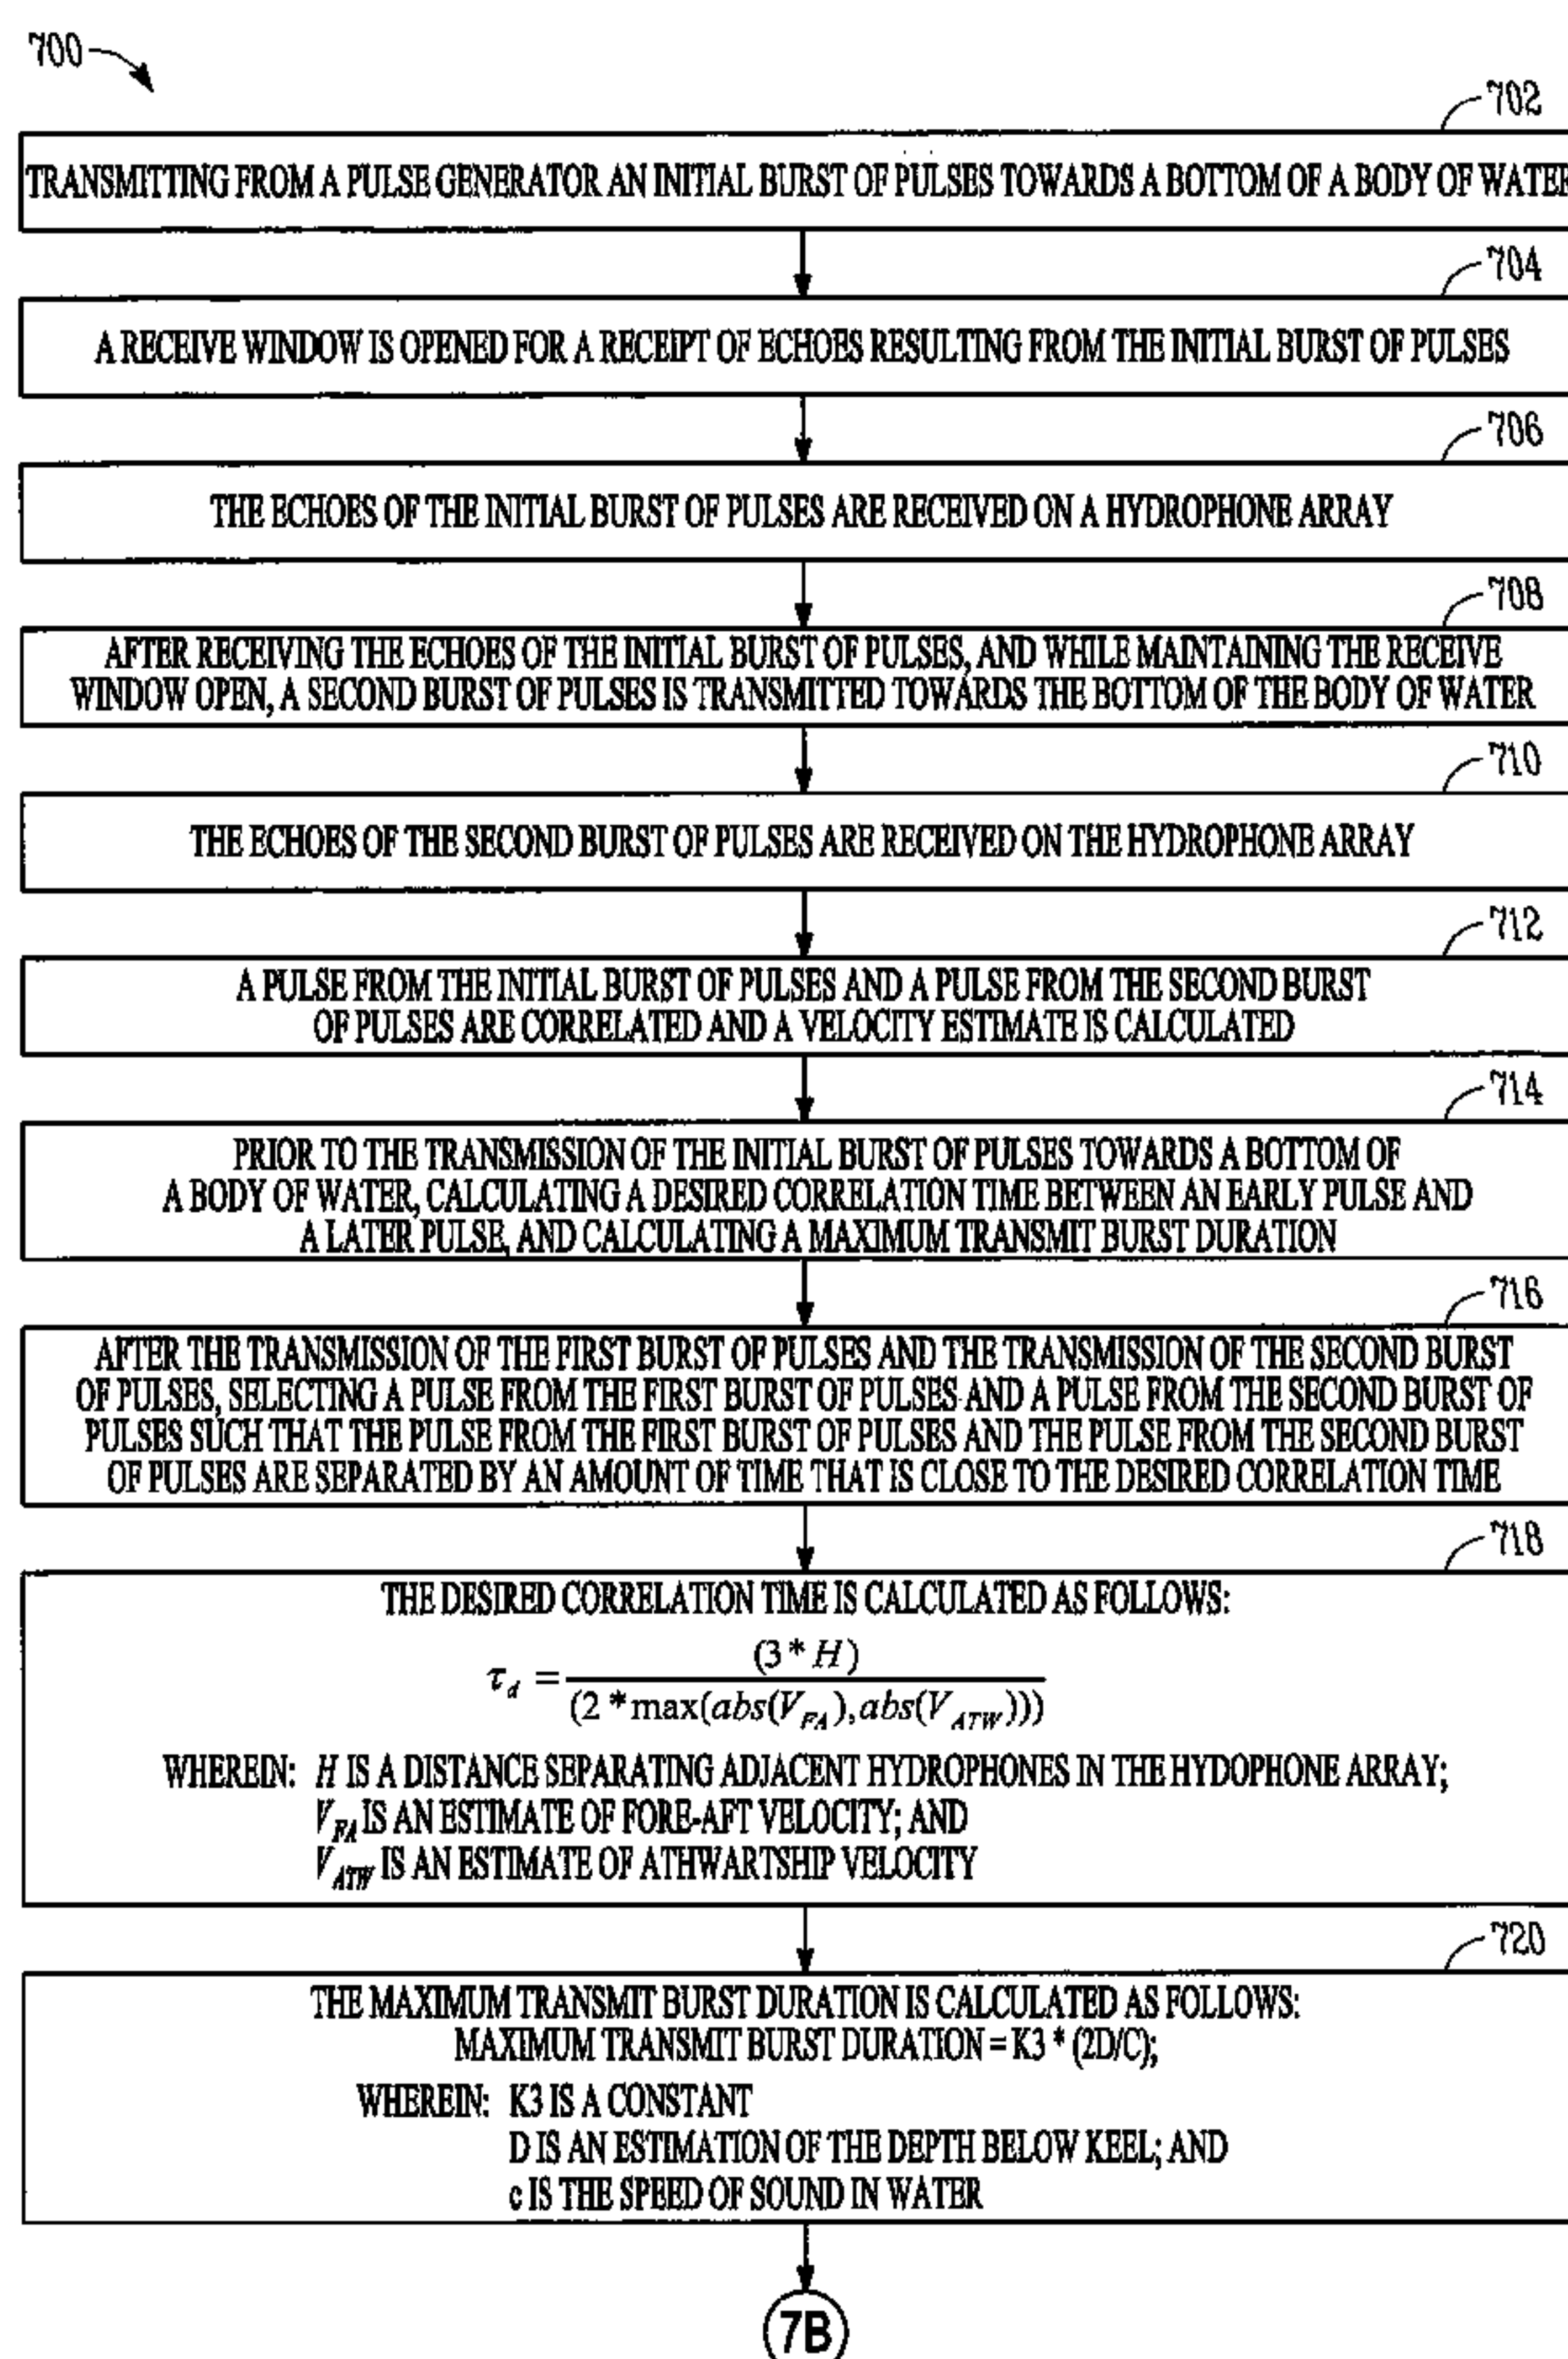 700
702
TRANSMITTING FROM A PULSE GENERATOR AN INITIAL BURST OF PULSES TOWARDS A BOTTOM OF A BODY OF WATER
704
A RECEIVE WINDOW IS OPENED FOR A RECEIPT OF ECHOES RESULTING FROM THE INITIAL BURST OF PULSES
706
THE ECHOES OF THE INITIAL BURST OF PULSES ARE RECEIVED ON A HYDROPHONE ARRAY
708
AFTER RECEIVING THE ECHOES OF THE INITIAL BURST OF PULSES, AND WHILE MAINTAINING THE RECEIVE
WINDOW OPEN, A SECOND BURST OF PULSES IS TRANSMITTED TOWARDS THE BOTTOM OF THE BODY OF WATER
710
THE ECHOES OF THE SECOND BURST OF PULSES ARE RECEIVED ON THE HYDROPHONE ARRAY
712
A PULSE FROM THE INITIAL BURST OF PULSES AND A PULSE FROM THE SECOND BURST
OF PULSES ARE CORRELATED AND A VELOCITY ESTIMATE IS CALCULATED
714
PRIOR TO THE TRANSMISSION OF THE INITIAL BURST OF PULSES TOWARDS A BOTTOM OF
A BODY OF WATER, CALCULATING A DESIRED CORRELATION TIME BETWEEN AN EARLY PULSE AND
A LATER PULSE, AND CALCULATING A MAXIMUM TRANSMIT BURST DURATION
716
AFTER THE TRANSMISSION OF THE FIRST BURST OF PULSES AND THE TRANSMISSION OF THE SECOND BURST
OF PULSES, SELECTING A PULSE FROM THE FIRST BURST OF PULSES AND A PULSE FROM THE SECOND BURST OF
PULSES SUCH THAT THE PULSE FROM THE FIRST BURST OF PULSES AND THE PULSE FROM THE SECOND BURST
OF PULSES ARE SEPARATED BY AN AMOUNT OF TIME THAT IS CLOSE TO THE DESIRED CORRELATION TIME
718
THE DESIRED CORRELATION TIME IS CALCULATED AS FOLLOWS:
τ_d = (3 * H) / (2 * max(abs(V_FA), abs(V_ATW)))
WHEREIN: H IS A DISTANCE SEPARATING ADJACENT HYDROPHONES IN THE HYDOPHONE ARRAY;
V_FA IS AN ESTIMATE OF FORE-AFT VELOCITY; AND
V_ATW IS AN ESTIMATE OF ATHWARTSHIP VELOCITY
720
THE MAXIMUM TRANSMIT BURST DURATION IS CALCULATED AS FOLLOWS:
MAXIMUM TRANSMIT BURST DURATION = K3 * (2D/C);
WHEREIN: K3 IS A CONSTANT
D IS AN ESTIMATION OF THE DEPTH BELOW KEEL; AND
c IS THE SPEED OF SOUND IN WATER
7B